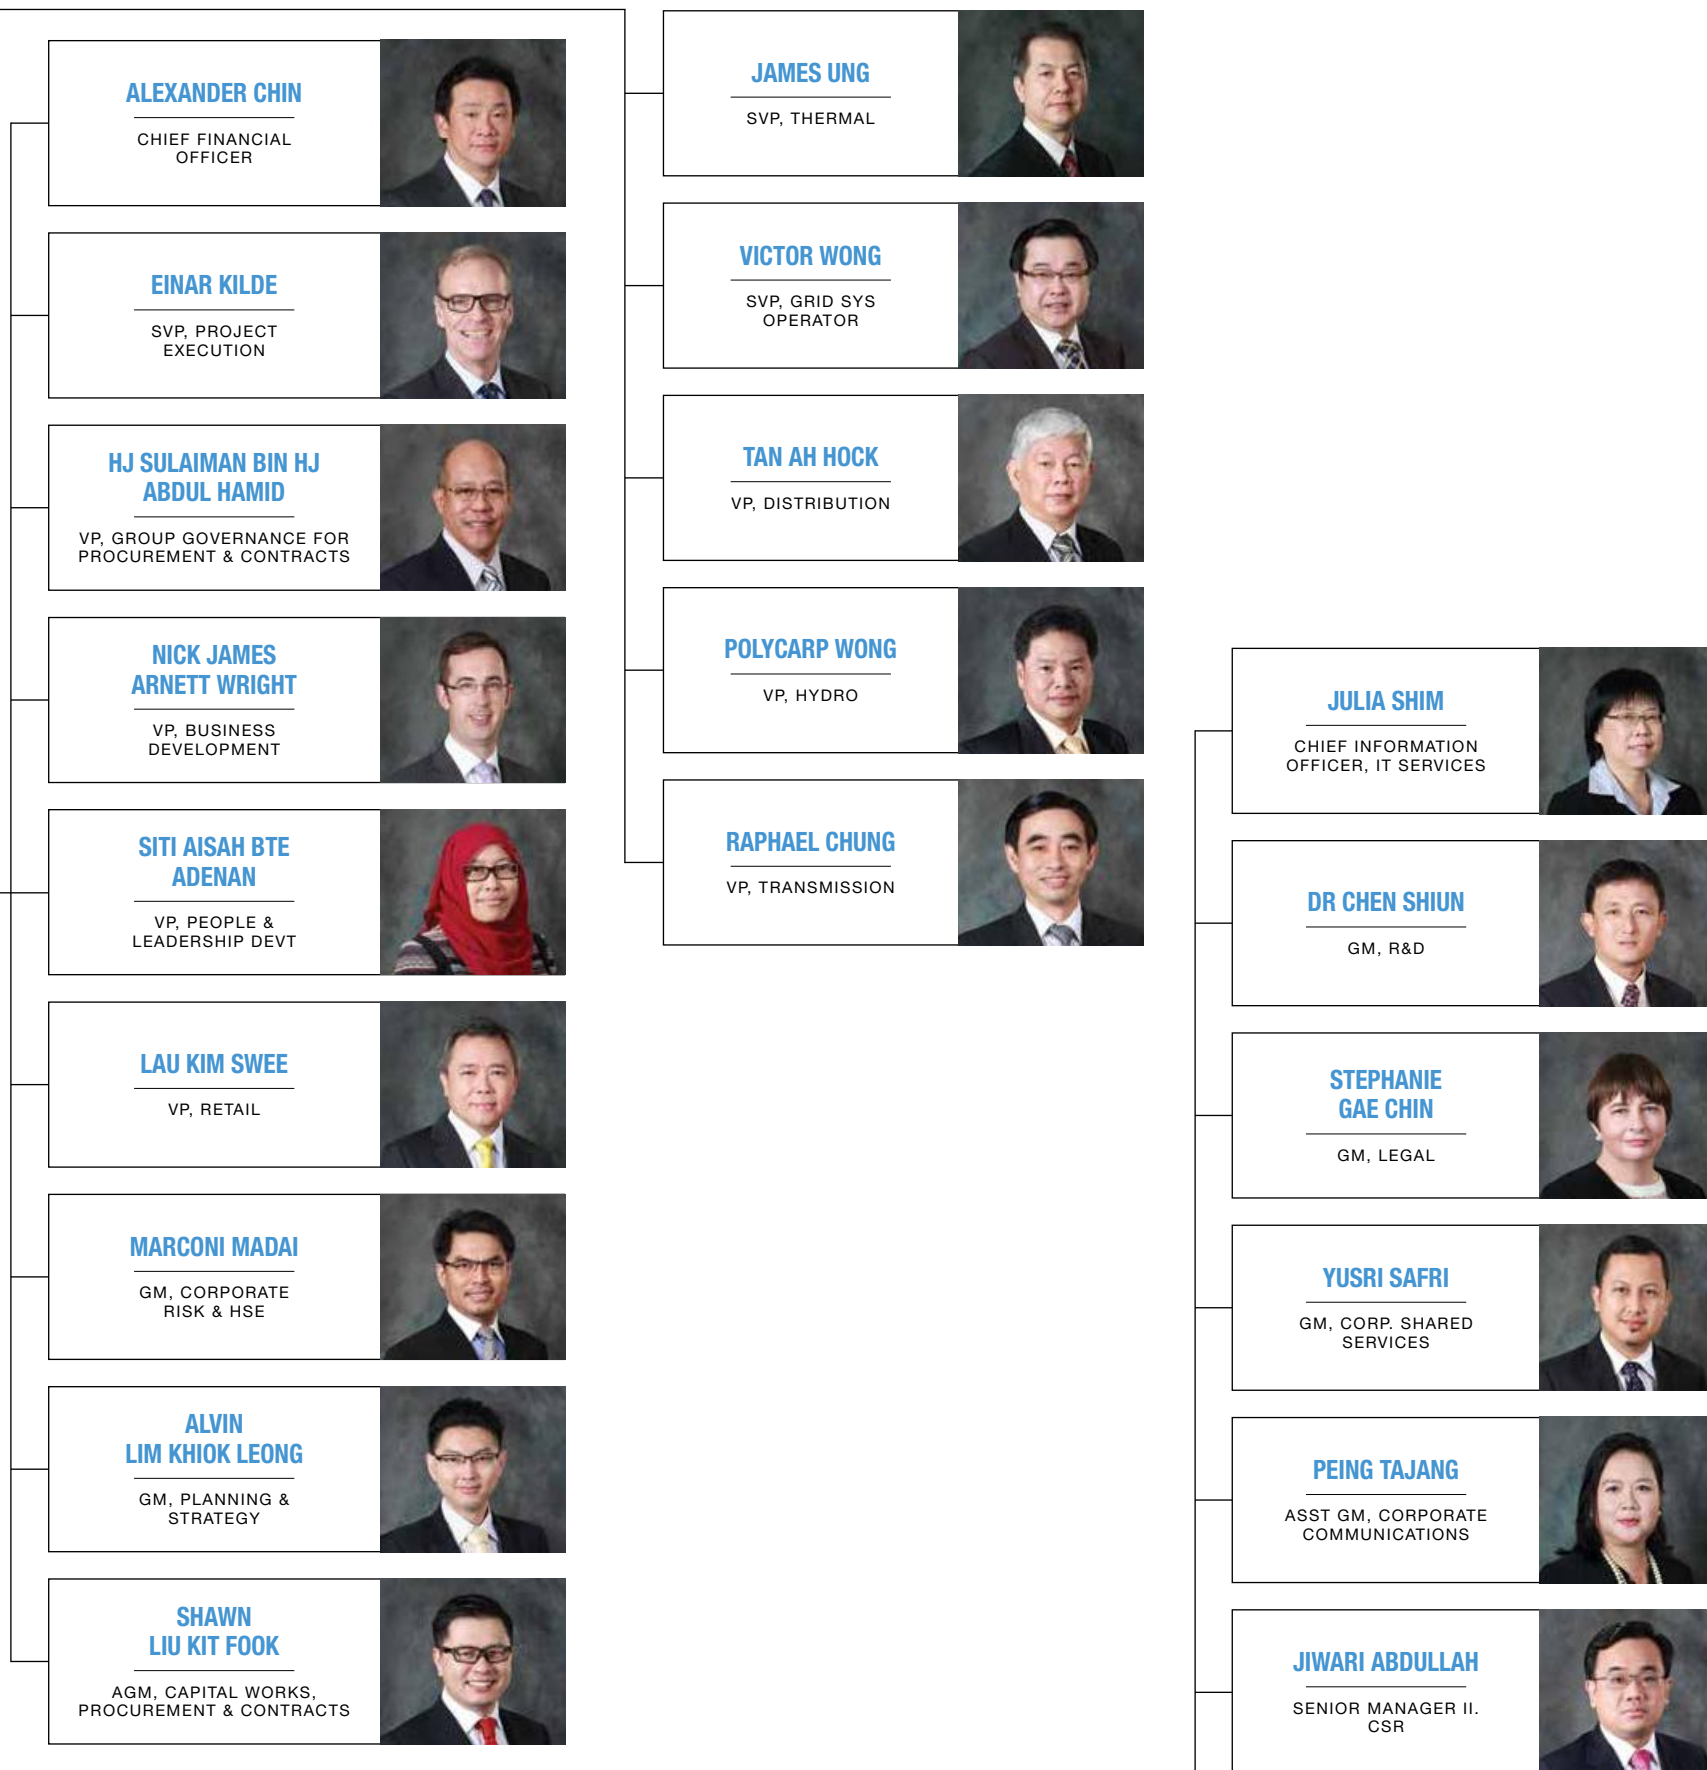 ALEXANDER CHIN
CHIEF FINANCIAL
OFFICER
EINAR KILDE
SVP, PROJECT
EXECUTION
HJ SULAIMAN BIN HJ
ABDUL HAMID
VP, GROUP GOVERNANCE FOR
PROCUREMENT & CONTRACTS
NICK JAMES
ARNETT WRIGHT
VP, BUSINESS
DEVELOPMENT
SITI AISAH BTE
ADENAN
VP, PEOPLE &
LEADERSHIP DEVT
LAU KIM SWEE
VP, RETAIL
MARCONI MADAI
GM, CORPORATE
RISK & HSE
ALVIN
LIM KHIOK LEONG
GM, PLANNING &
STRATEGY
SHAWN
LIU KIT FOOK
AGM, CAPITAL WORKS,
PROCUREMENT & CONTRACTS
JAMES UNG
SVP, THERMAL
VICTOR WONG
SVP, GRID SYS
OPERATOR
TAN AH HOCK
VP, DISTRIBUTION
POLYCARP WONG
VP, HYDRO
RAPHAEL CHUNG
VP, TRANSMISSION
JULIA SHIM
CHIEF INFORMATION
OFFICER, IT SERVICES
DR CHEN SHIUN
GM, R&D
STEPHANIE
GAE CHIN
GM, LEGAL
YUSRI SAFRI
GM, CORP. SHARED
SERVICES
PEING TAJANG
ASST GM, CORPORATE
COMMUNICATIONS
JIWARI ABDULLAH
SENIOR MANAGER II.
CSR